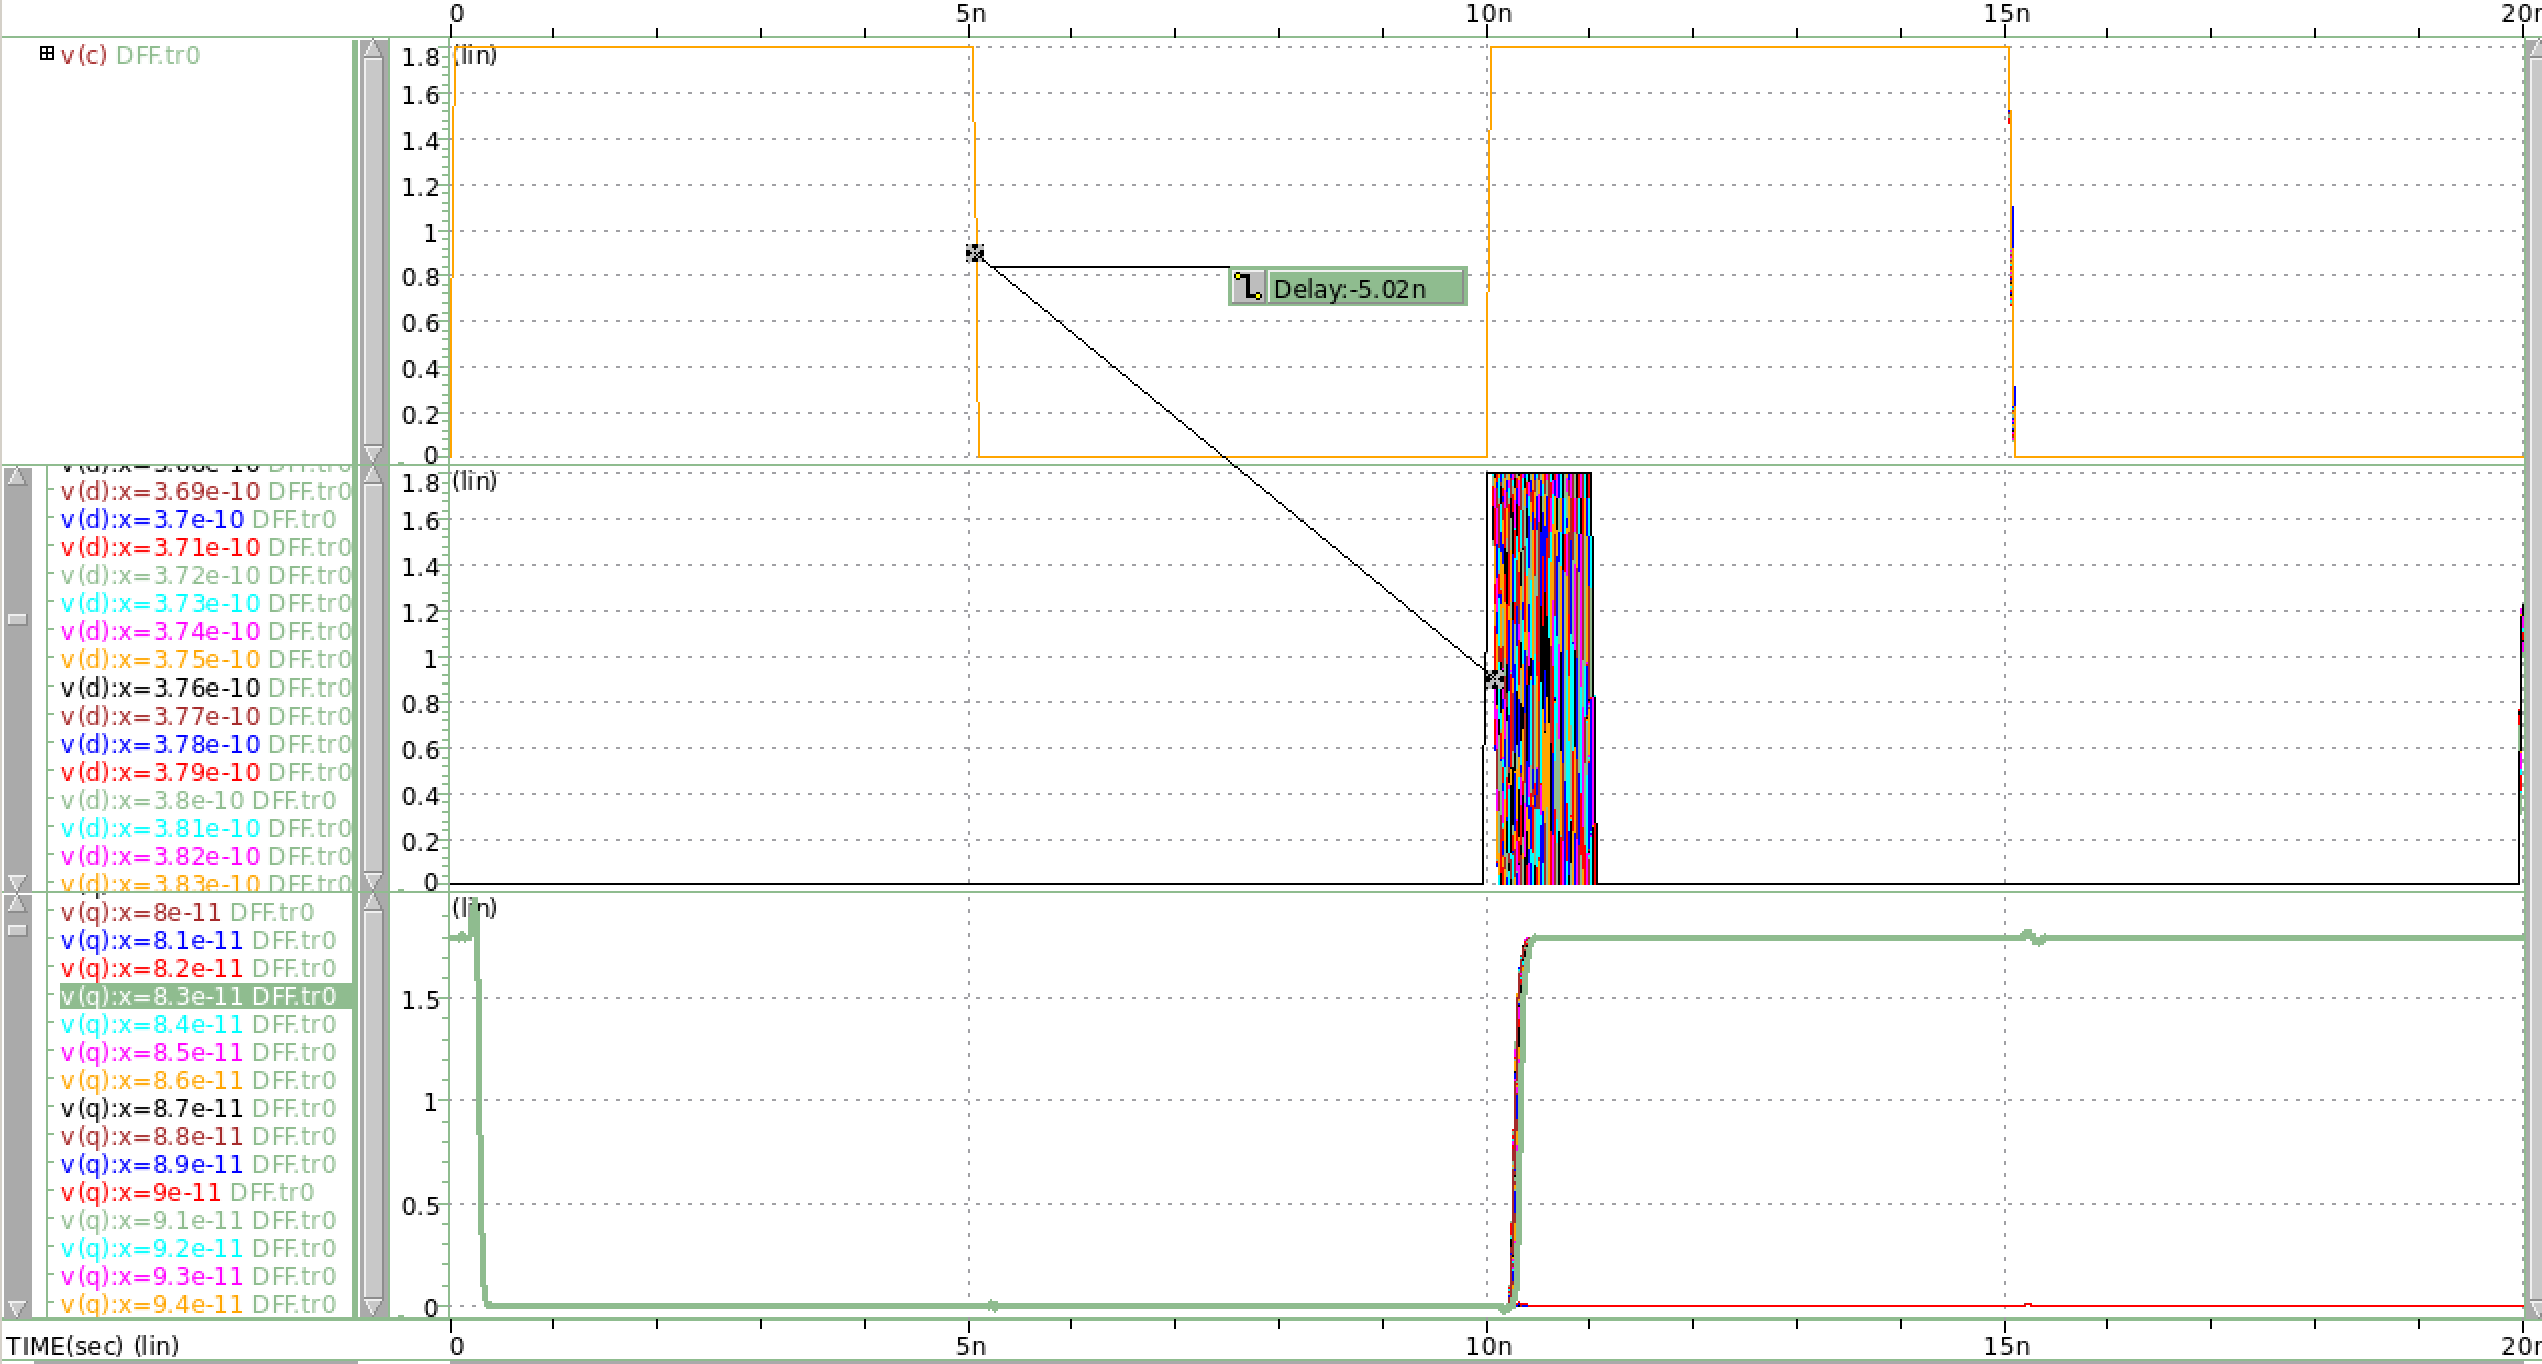 0 5n 10n 15n 20n
v(c) DFF.tr0
(lin)
1.8
1.6
1.4
1.2
1
0.8
0.6
0.4
0.2
0
Delay:-5.02n
v(d):x=3.68e-10 DFF.tr0
v(d):x=3.69e-10 DFF.tr0
v(d):x=3.7e-10 DFF.tr0
v(d):x=3.71e-10 DFF.tr0
v(d):x=3.72e-10 DFF.tr0
v(d):x=3.73e-10 DFF.tr0
v(d):x=3.74e-10 DFF.tr0
v(d):x=3.75e-10 DFF.tr0
v(d):x=3.76e-10 DFF.tr0
v(d):x=3.77e-10 DFF.tr0
v(d):x=3.78e-10 DFF.tr0
v(d):x=3.79e-10 DFF.tr0
v(d):x=3.8e-10 DFF.tr0
v(d):x=3.81e-10 DFF.tr0
v(d):x=3.82e-10 DFF.tr0
v(d):x=3.83e-10 DFF.tr0
(lin)
1.8
1.6
1.4
1.2
1
0.8
0.6
0.4
0.2
0
v(q):x=8e-11 DFF.tr0
v(q):x=8.1e-11 DFF.tr0
v(q):x=8.2e-11 DFF.tr0
v(q):x=8.3e-11 DFF.tr0
v(q):x=8.4e-11 DFF.tr0
v(q):x=8.5e-11 DFF.tr0
v(q):x=8.6e-11 DFF.tr0
v(q):x=8.7e-11 DFF.tr0
v(q):x=8.8e-11 DFF.tr0
v(q):x=8.9e-11 DFF.tr0
v(q):x=9e-11 DFF.tr0
v(q):x=9.1e-11 DFF.tr0
v(q):x=9.2e-11 DFF.tr0
v(q):x=9.3e-11 DFF.tr0
v(q):x=9.4e-11 DFF.tr0
(lin)
1.5
1
0.5
0
TIME(sec) (lin) 0 5n 10n 15n 20n